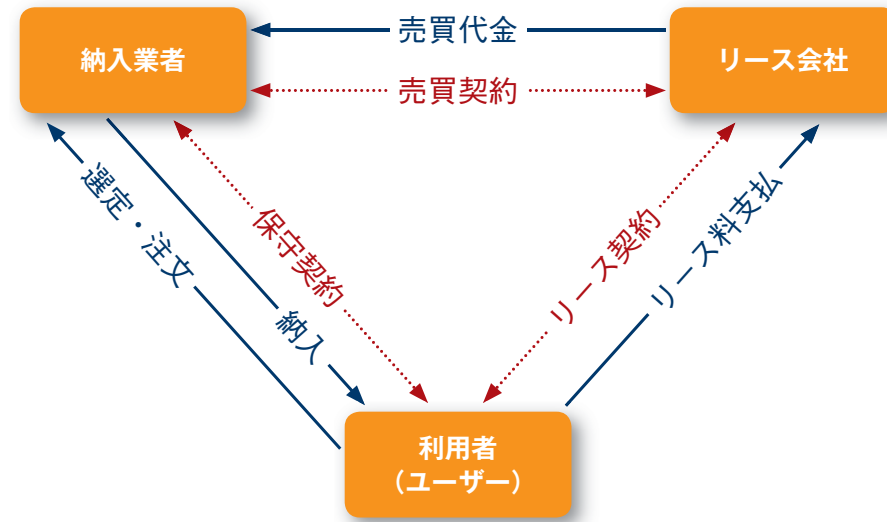 納入業者
売買代金
リース会社
売買契約
選定・注文
保守契約
納入
リース契約
リース料支払
利用者
（ユーザー）